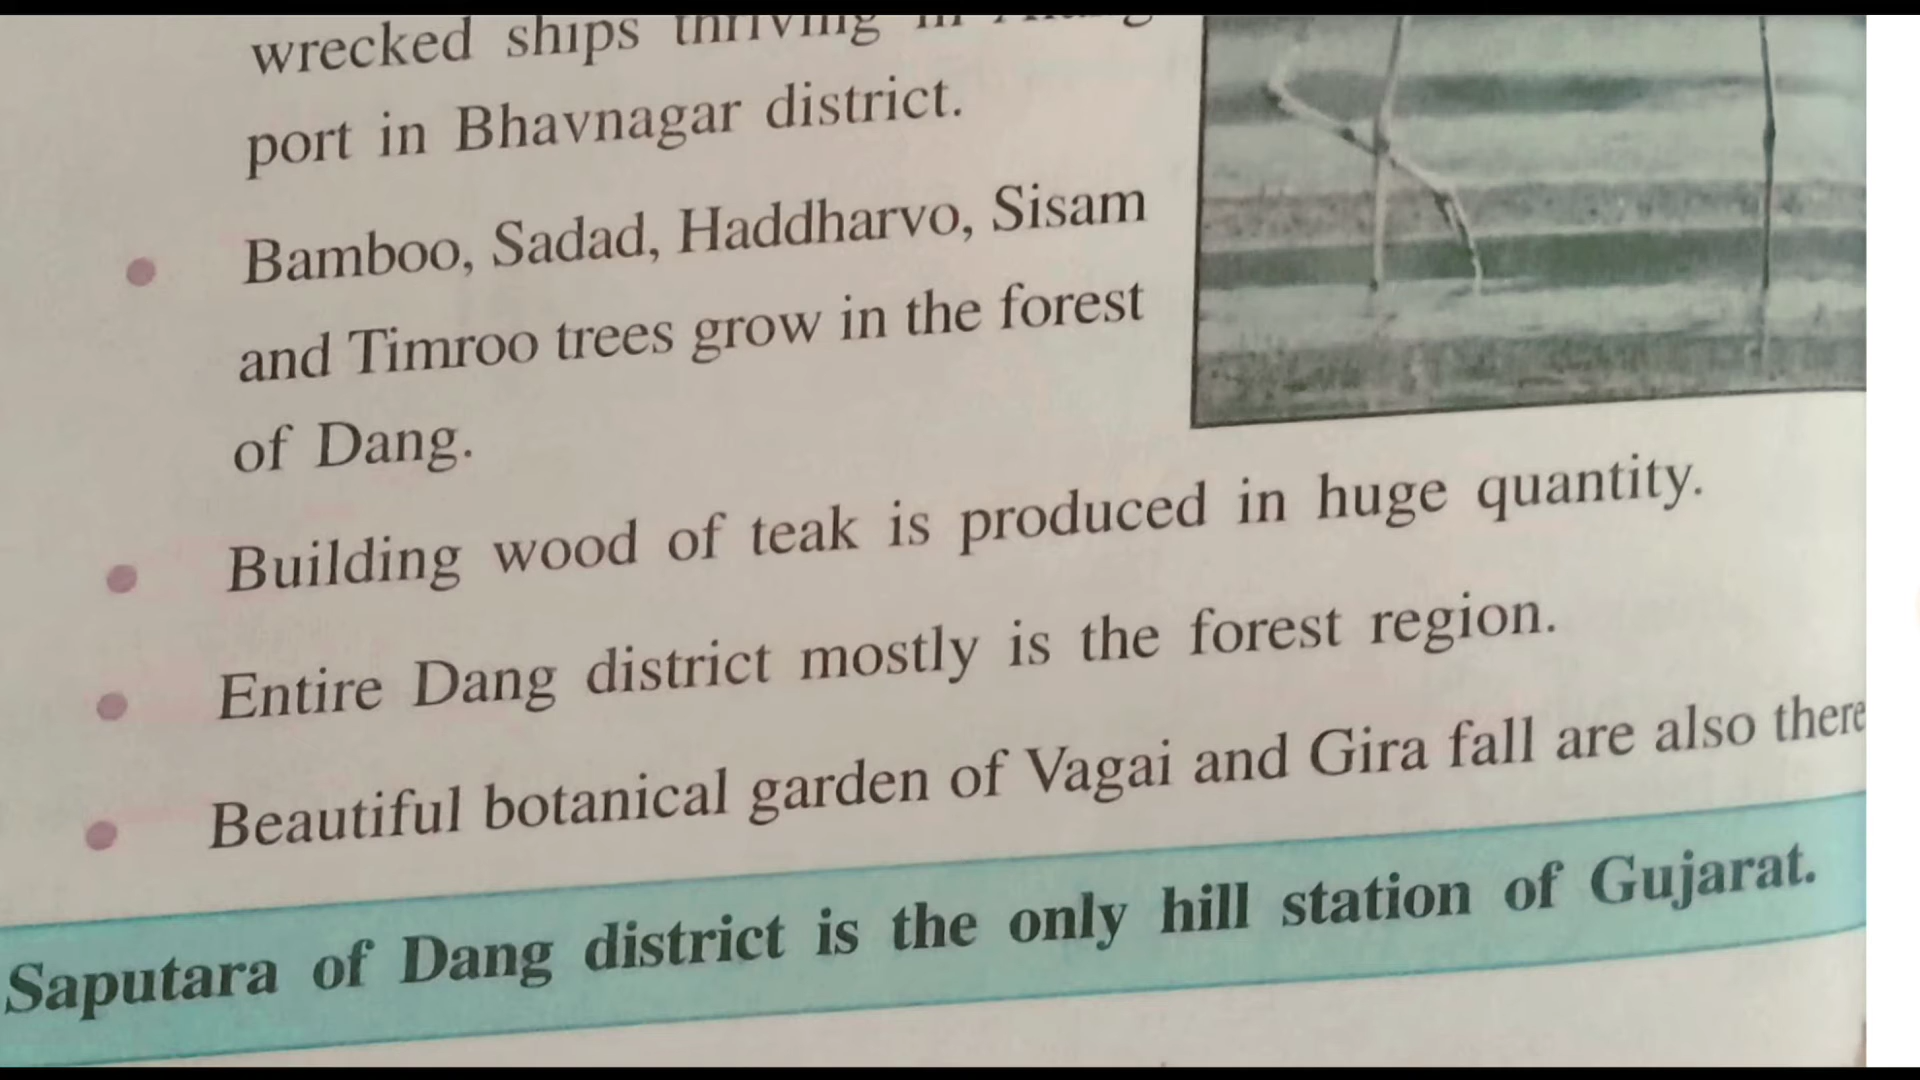 wrecked ships thriving in
port in Bhavnagar district.
Bamboo, Sadad, Haddharvo, Sisam
and Timroo trees grow in the forest
of Dang.
Building wood of teak is produced in huge quantity.
Entire Dang district mostly is the forest region.
Beautiful botanical garden of Vagai and Gira fall are also there
Saputara of Dang district is the only hill station of Gujarat.